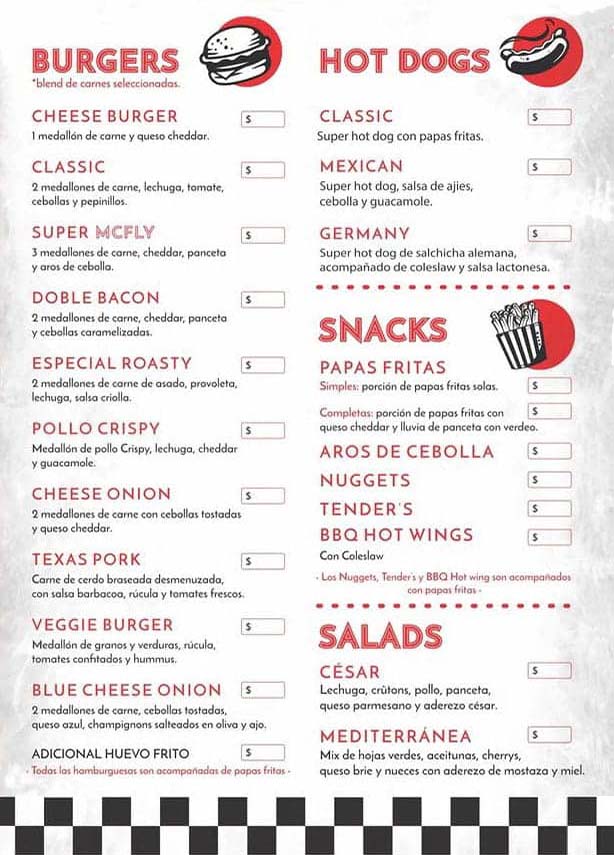 BURGERS
*blend de carnes seleccionadas.
CHEESE BURGER $
1 medallón de carne y queso cheddar.
CLASSIC $
2 medallones de carne, lechuga, tomate,
cebollas y pepinillos.
SUPER MCFLY $
3 medallones de carne, cheddar, panceta
y aros de cebolla.
DOBLE BACON $
2 medallones de carne, cheddar, panceta
y cebollas caramelizadas.
ESPECIAL ROASTY $
2 medallones de carne de asado, provoleta,
lechuga, salsa criolla.
POLLO CRISPY $
Medallón de pollo Crispy, lechuga, cheddar
y guacamole.
CHEESE ONION $
2 medallones de carne con cebollas tostadas
y queso cheddar.
TEXAS PORK $
Carne de cerdo braseada desmenuzada,
con salsa barbacoa, rúcula y tomates frescos.
VEGGIE BURGER $
Medallón de granos y verduras, rúcula,
tomates confitados y hummus.
BLUE CHEESE ONION $
2 medallones de carne, cebollas tostadas,
queso azul, champignons salteados en oliva y ajo.
ADICIONAL HUEVO FRITO $
- Todas las hamburguesas son acompañadas de papas fritas -
HOT DOGS
CLASSIC $
Super hot dog con papas fritas.
MEXICAN $
Super hot dog, salsa de ajies,
cebolla y guacamole.
GERMANY $
Super hot dog de salchicha alemana,
acompañado de coleslaw y salsa lactonesa.
SNACKS
PAPAS FRITAS
Simples: porción de papas fritas solas. $
Completas: porción de papas fritas con $
queso cheddar y lluvia de panceta con verdeo.
AROS DE CEBOLLA $
NUGGETS $
TENDER'S $
BBQ HOT WINGS $
Con Coleslaw
- Los Nuggets, Tender's y BBQ Hot wing son acompañados
con papas fritas -
SALADS
CÉSAR $
Lechuga, crûtons, pollo, panceta,
queso parmesano y aderezo césar.
MEDITERRÁNEA $
Mix de hojas verdes, aceitunas, cherrys,
queso brie y nueces con aderezo de mostaza y miel.